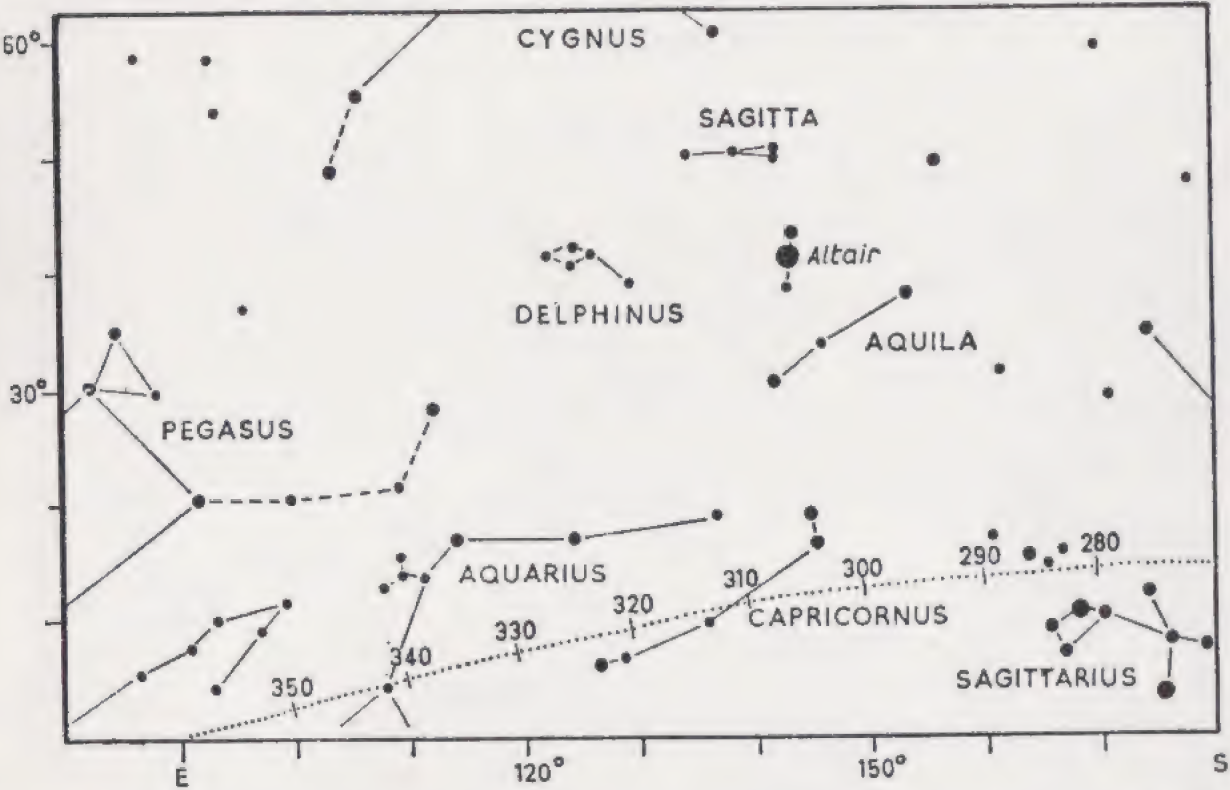 60°
CYGNUS
SAGITTA
Altair
DELPHINUS
AQUILA
30°
PEGASUS
AQUARIUS
280
290
300
310
CAPRICORNUS
320
330
340
SAGITTARIUS
350
E
120°
150°
S